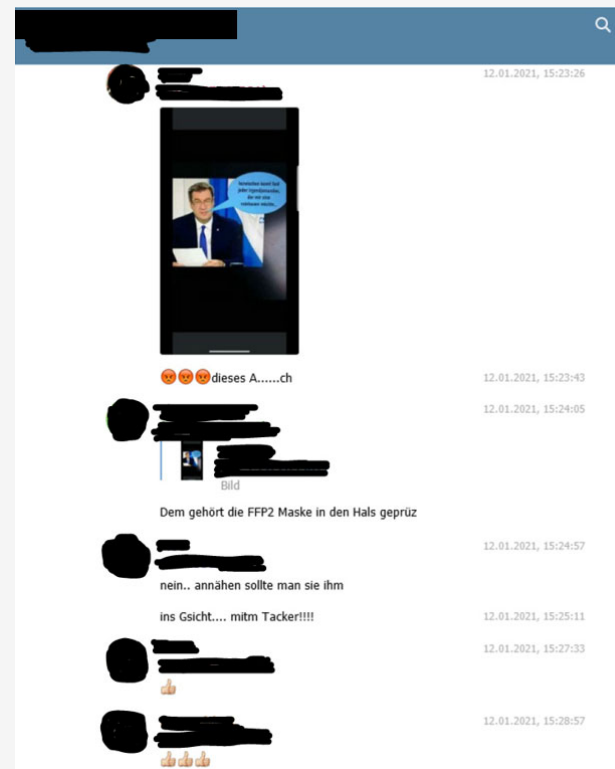 12.01.2021, 15:23:26
dieses A......ch
12.01.2021, 15:23:43
12.01.2021, 15:24:05
Bild
Dem gehört die FFP2 Maske in den Hals geprüz
12.01.2021, 15:24:57
nein.. annähen sollte man sie ihm
ins Gsicht.... mitm Tacker!!!!
12.01.2021, 15:25:11
12.01.2021, 15:27:33
12.01.2021, 15:28:57